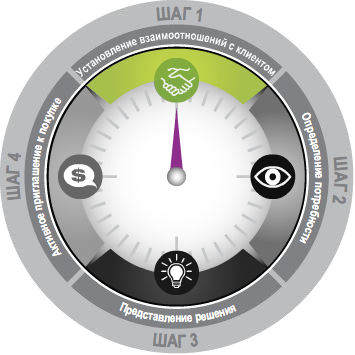 ШАГ 1
Установление взаимоотношений с клиентом
ШАГ 2
Определение потребности
ШАГ 3
Представление решения
ШАГ 4
Активное приглашение к покупке
$